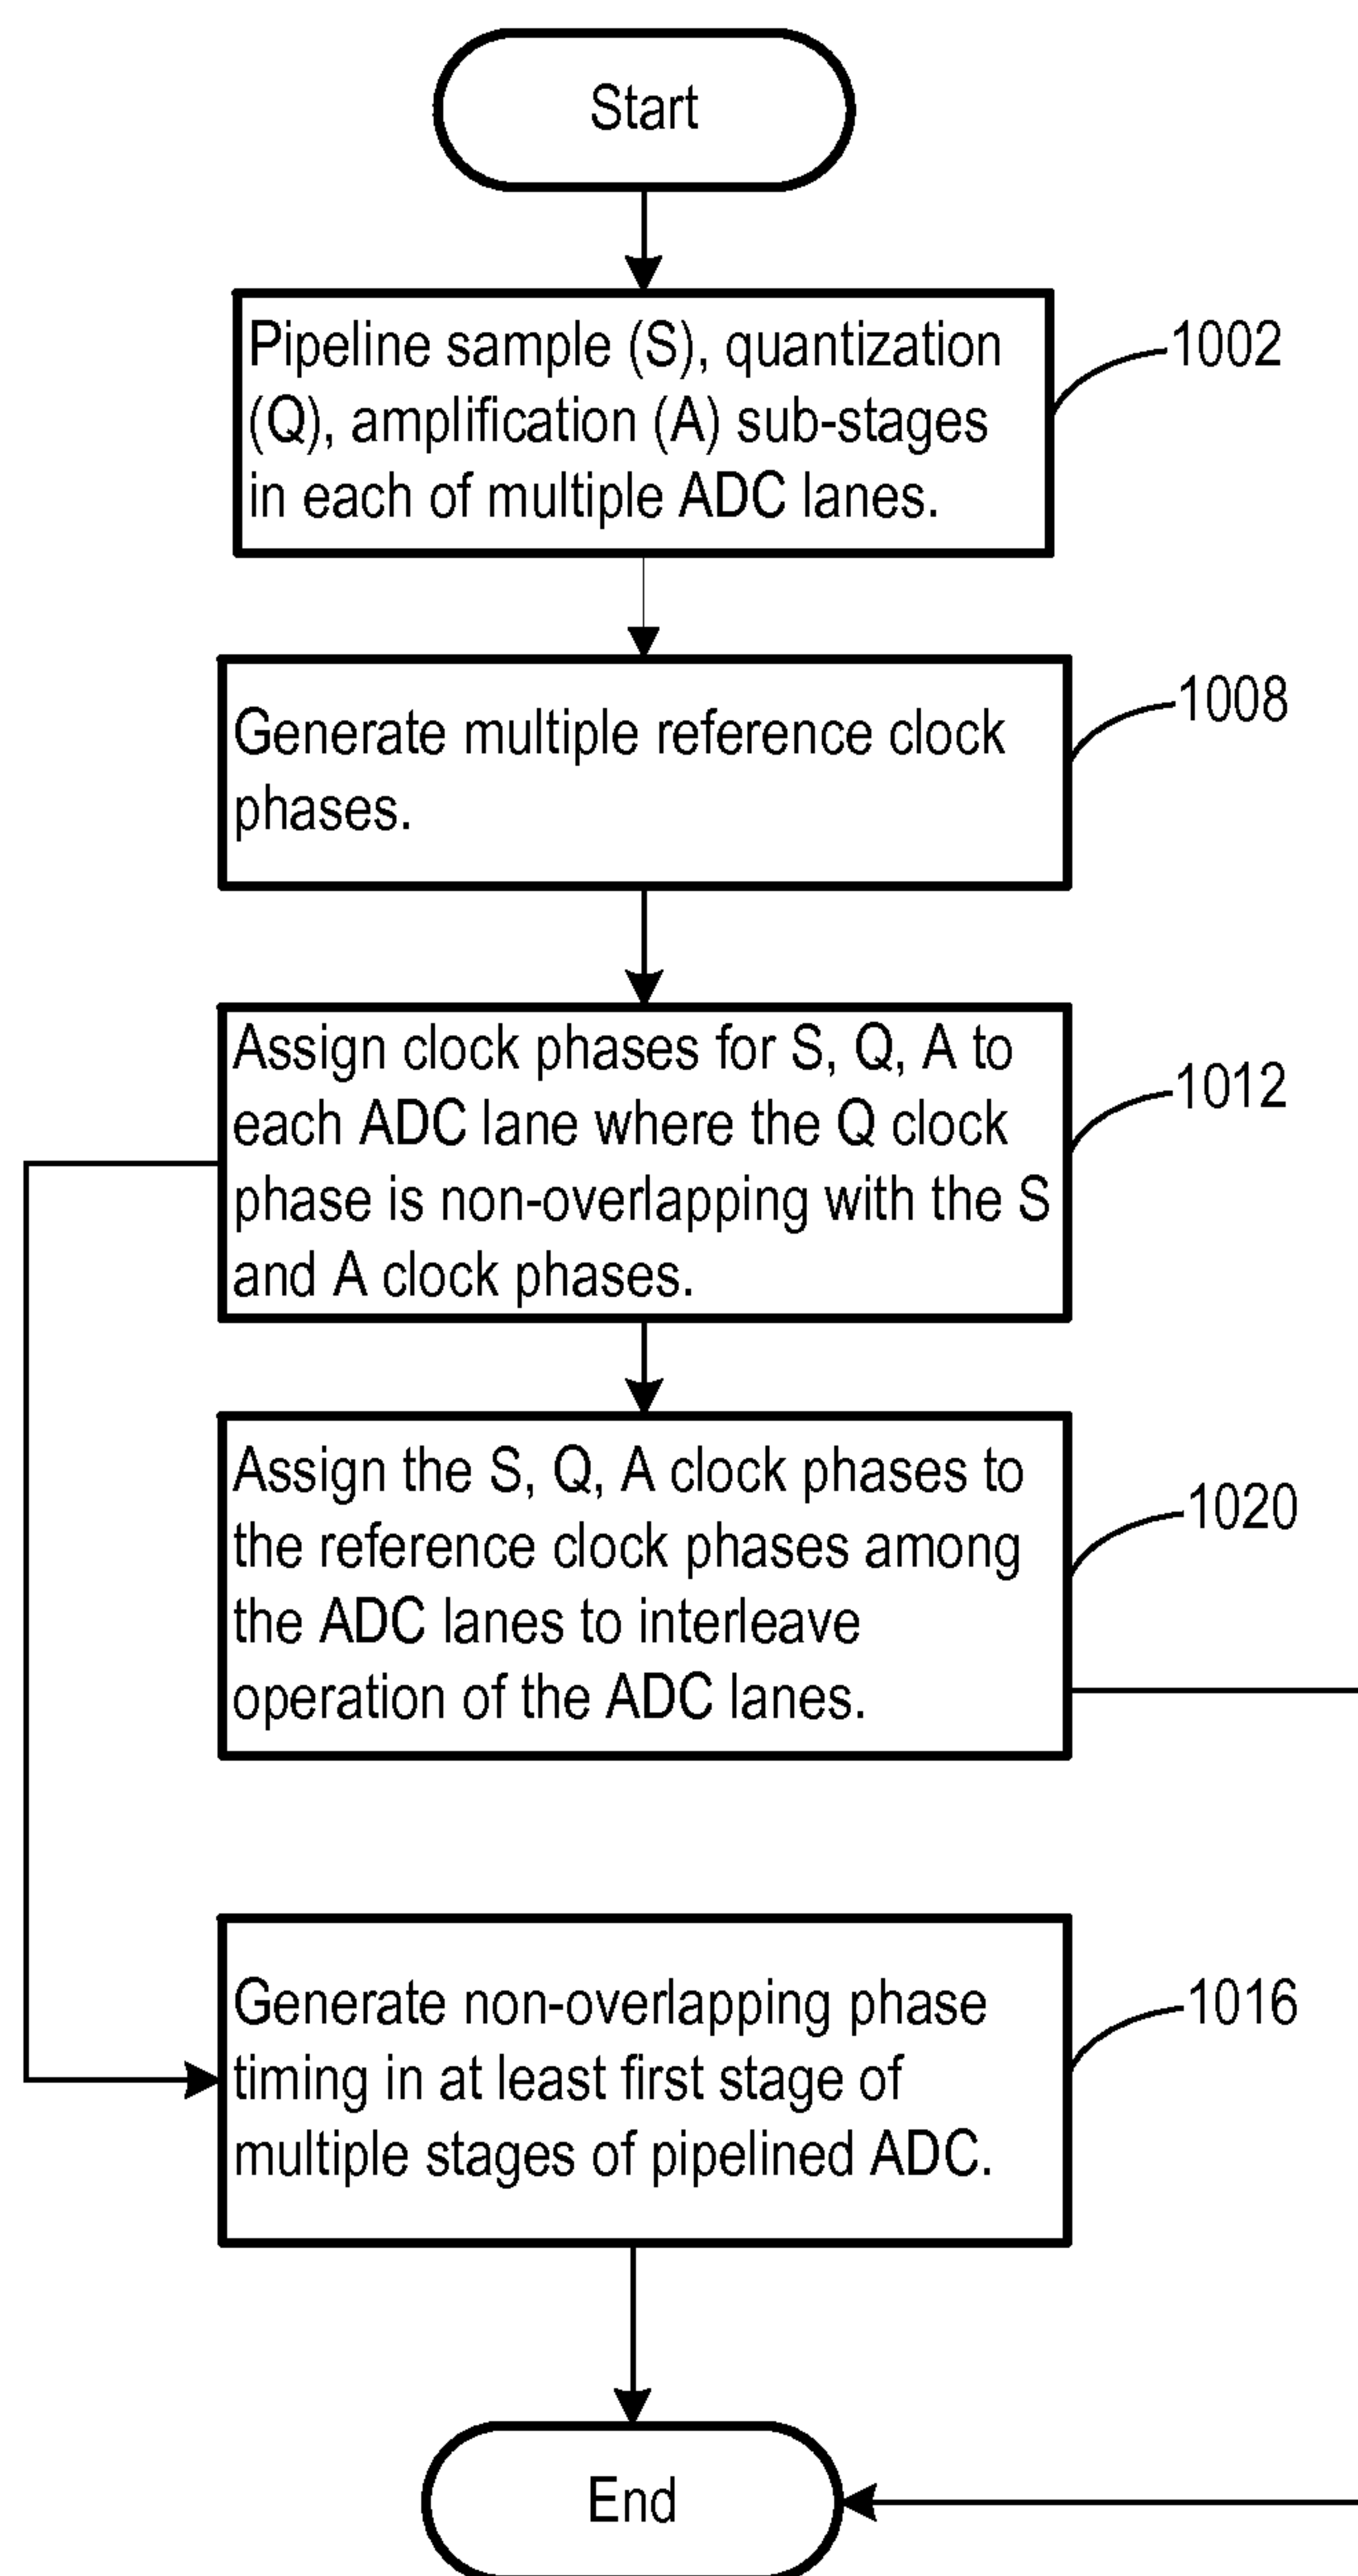 Start
Pipeline sample (S), quantization
(Q), amplification (A) sub-stages
in each of multiple ADC lanes.
1002
Generate multiple reference clock
phases.
1008
Assign clock phases for S, Q, A to
each ADC lane where the Q clock
phase is non-overlapping with the S
and A clock phases.
1012
Assign the S, Q, A clock phases to
the reference clock phases among
the ADC lanes to interleave
operation of the ADC lanes.
1020
Generate non-overlapping phase
timing in at least first stage of
multiple stages of pipelined ADC.
1016
End